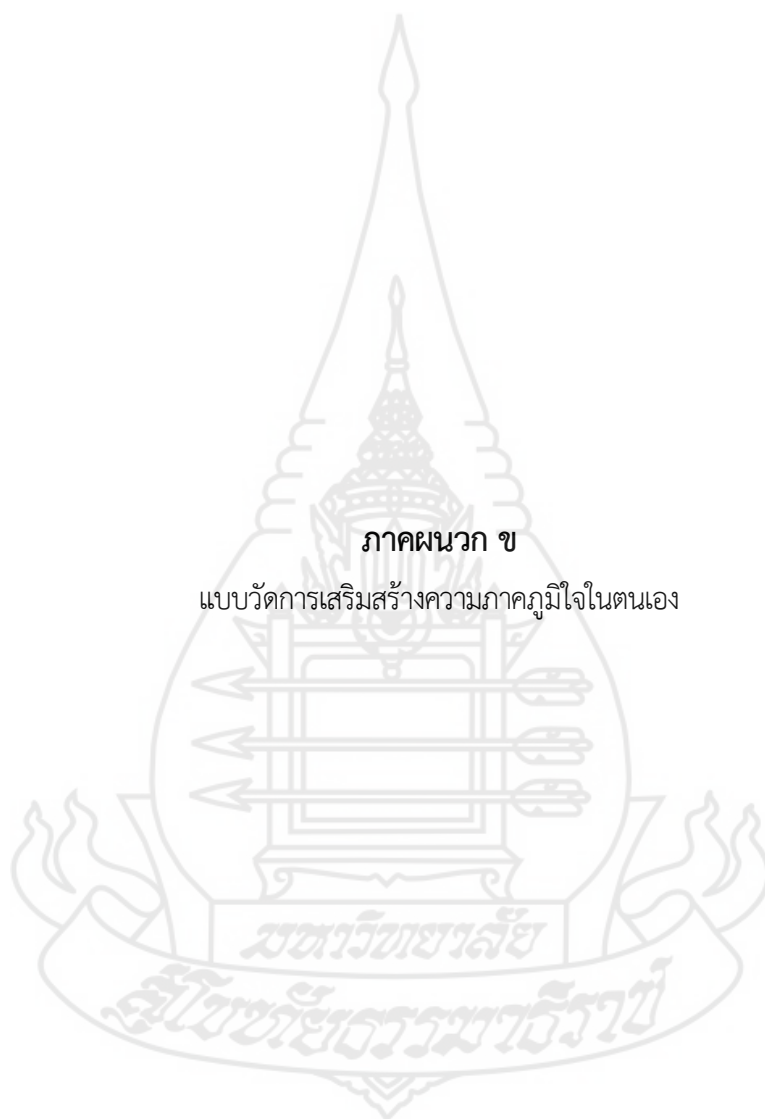 ภาคผนวก ข
แบบวัดการเสริมสร้างความภาคภูมิใจในตนเอง
มหาวิทยาลัย
สุโขทัยธรรมาธิราช